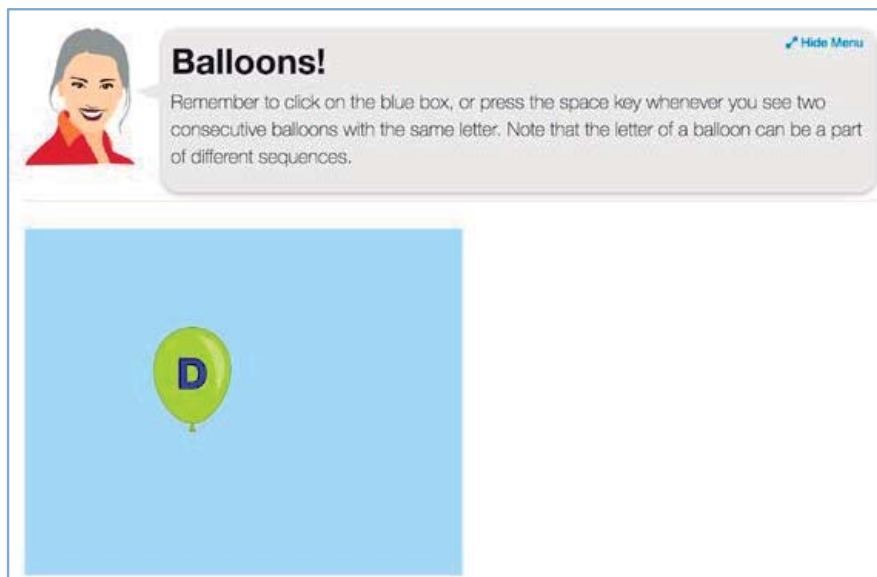 Hide Menu
Balloons!
Remember to click on the blue box, or press the space key whenever you see two
consecutive balloons with the same letter. Note that the letter of a balloon can be a part
of different sequences.
D